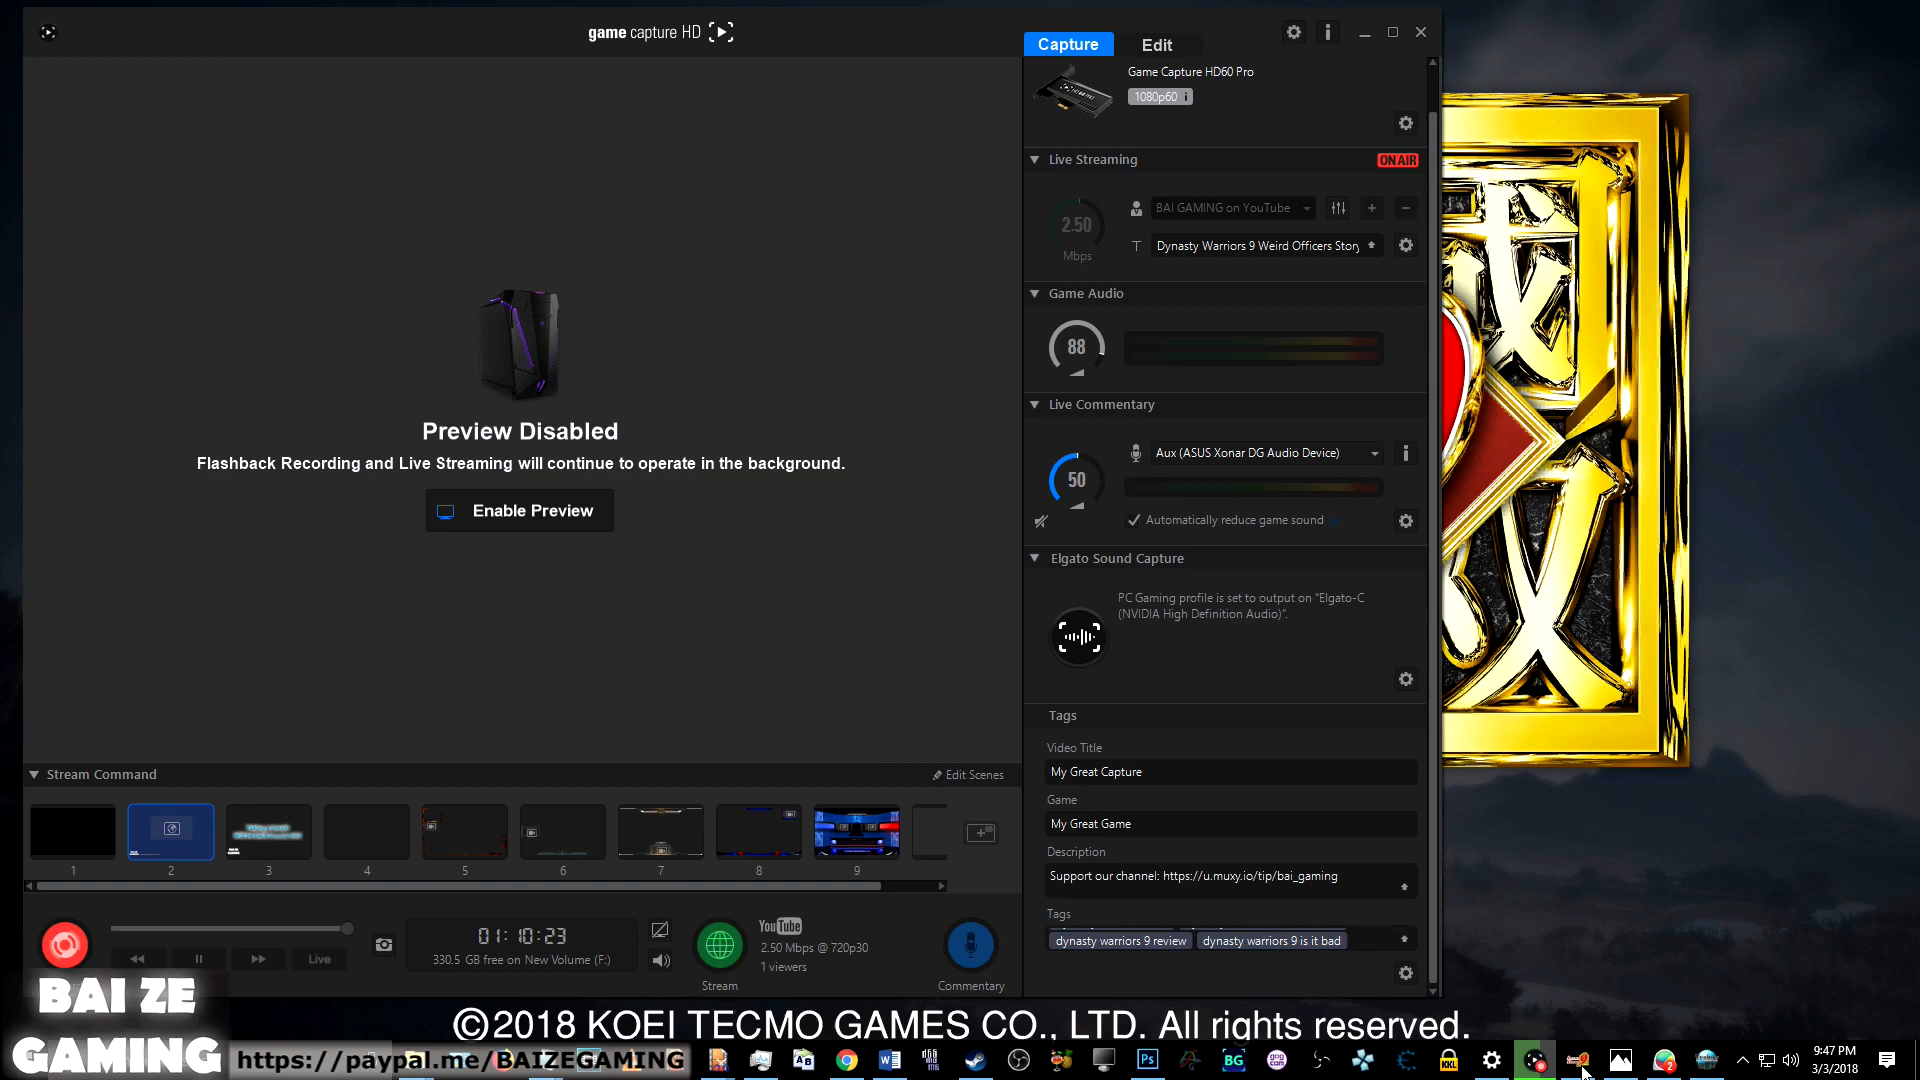 game capture HD
Capture
Edit
Game Capture HD60 Pro
1080p60 i
Live Streaming
ON AIR
2.50
Mbps
BAI GAMING on YouTube
T
Dynasty Warriors 9 Weird Officers Story
Game Audio
88
Live Commentary
Aux (ASUS Xonar DG Audio Device)
50
Automatically reduce game sound
Elgato Sound Capture
PC Gaming profile is set to output on "Elgato-C
(NVIDIA High Definition Audio)".
Preview Disabled
Flashback Recording and Live Streaming will continue to operate in the background.
Enable Preview
Tags
Video Title
My Great Capture
Game
My Great Game
Description
Support our channel: https://u.muxy.io/tip/bai_gaming
Tags
dynasty warriors 9 review
dynasty warriors 9 is it bad
Stream Command
Edit Scenes
1
2
3
4
5
6
7
8
9
Live
01:10:23
330.5 GB free on New Volume (F:)
YouTube
2.50 Mbps @ 720p30
1 viewers
Stream
Commentary
BAI ZE
GAMING
©2018 KOEI TECMO GAMES CO., LTD. All rights reserved.
https://paypal.me/BAIZEGAMING
9:47 PM
3/3/2018